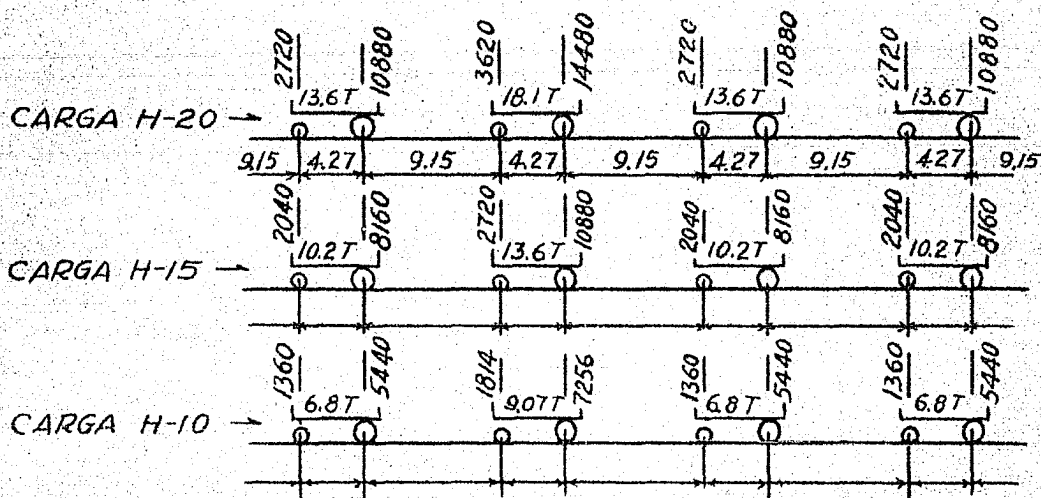 2720 10880 3620 14480 2720 10880 2720 10880
13.6T 18.1T 13.6T 13.6T
CARGA H-20
9.15 4.27 9.15 4.27 9.15 4.27 9.15 4.27 9.15
2040 8160 2720 10880 2040 8160 2040 8160
10.2T 13.6T 10.2T 10.2T
CARGA H-15
1360 5440 1814 7256 1360 5440 1360 5440
6.8T 9.07T 6.8T 6.8T
CARGA H-10